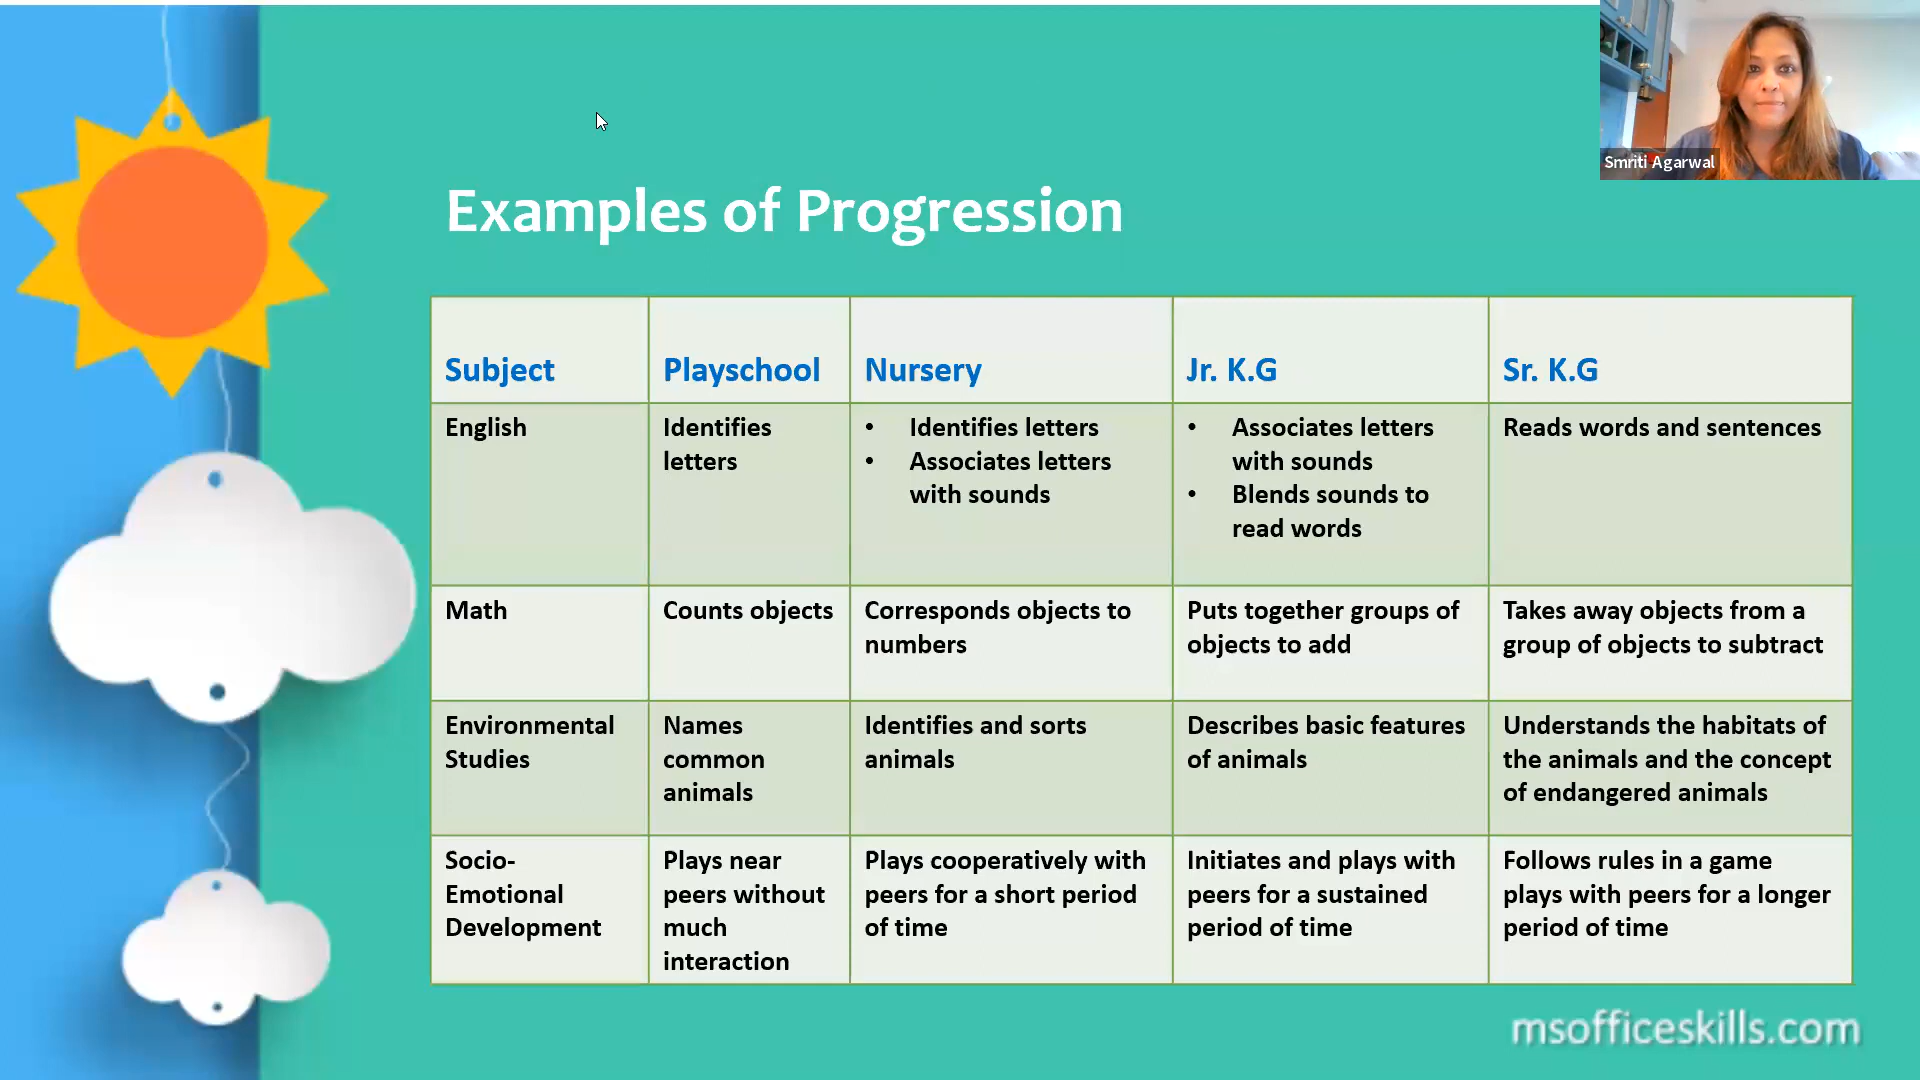 Smriti Agarwal
Examples of Progression
Subject
Playschool
Nursery
Jr. K.G
Sr. K.G
English
Identifies
letters
• Identifies letters
• Associates letters
with sounds
• Associates letters
with sounds
• Blends sounds to
read words
Reads words and sentences
Math
Counts objects
Corresponds objects to
numbers
Puts together groups of
objects to add
Takes away objects from a
group of objects to subtract
Environmental
Studies
Names
common
animals
Identifies and sorts
animals
Describes basic features
of animals
Understands the habitats of
the animals and the concept
of endangered animals
Socio-
Emotional
Development
Plays near
peers without
much
interaction
Plays cooperatively with
peers for a short period
of time
Initiates and plays with
peers for a sustained
period of time
Follows rules in a game
plays with peers for a longer
period of time
msofficeskills.com